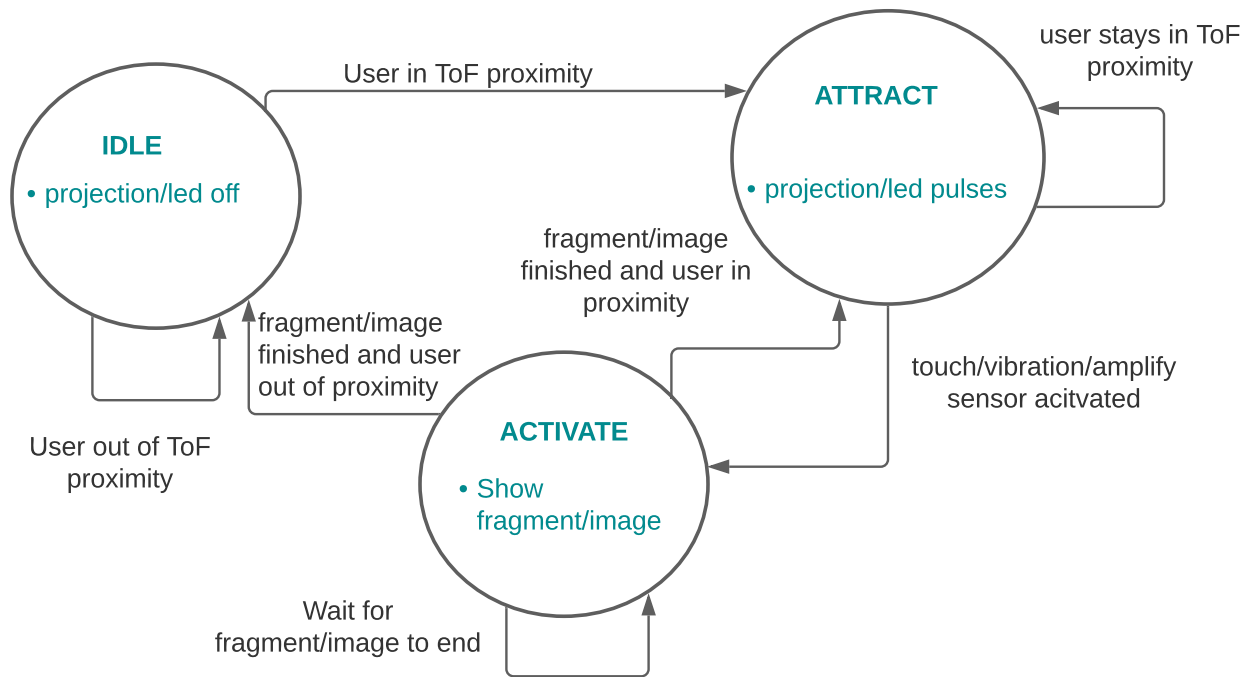 user stays in ToF
proximity
User in ToF proximity
ATTRACT
IDLE
• projection/led off
• projection/led pulses
fragment/image
finished and user in
proximity
fragment/image
finished and user
out of proximity
touch/vibration/amplify
sensor acitvated
User out of ToF
proximity
ACTIVATE
• Show
fragment/image
Wait for
fragment/image to end